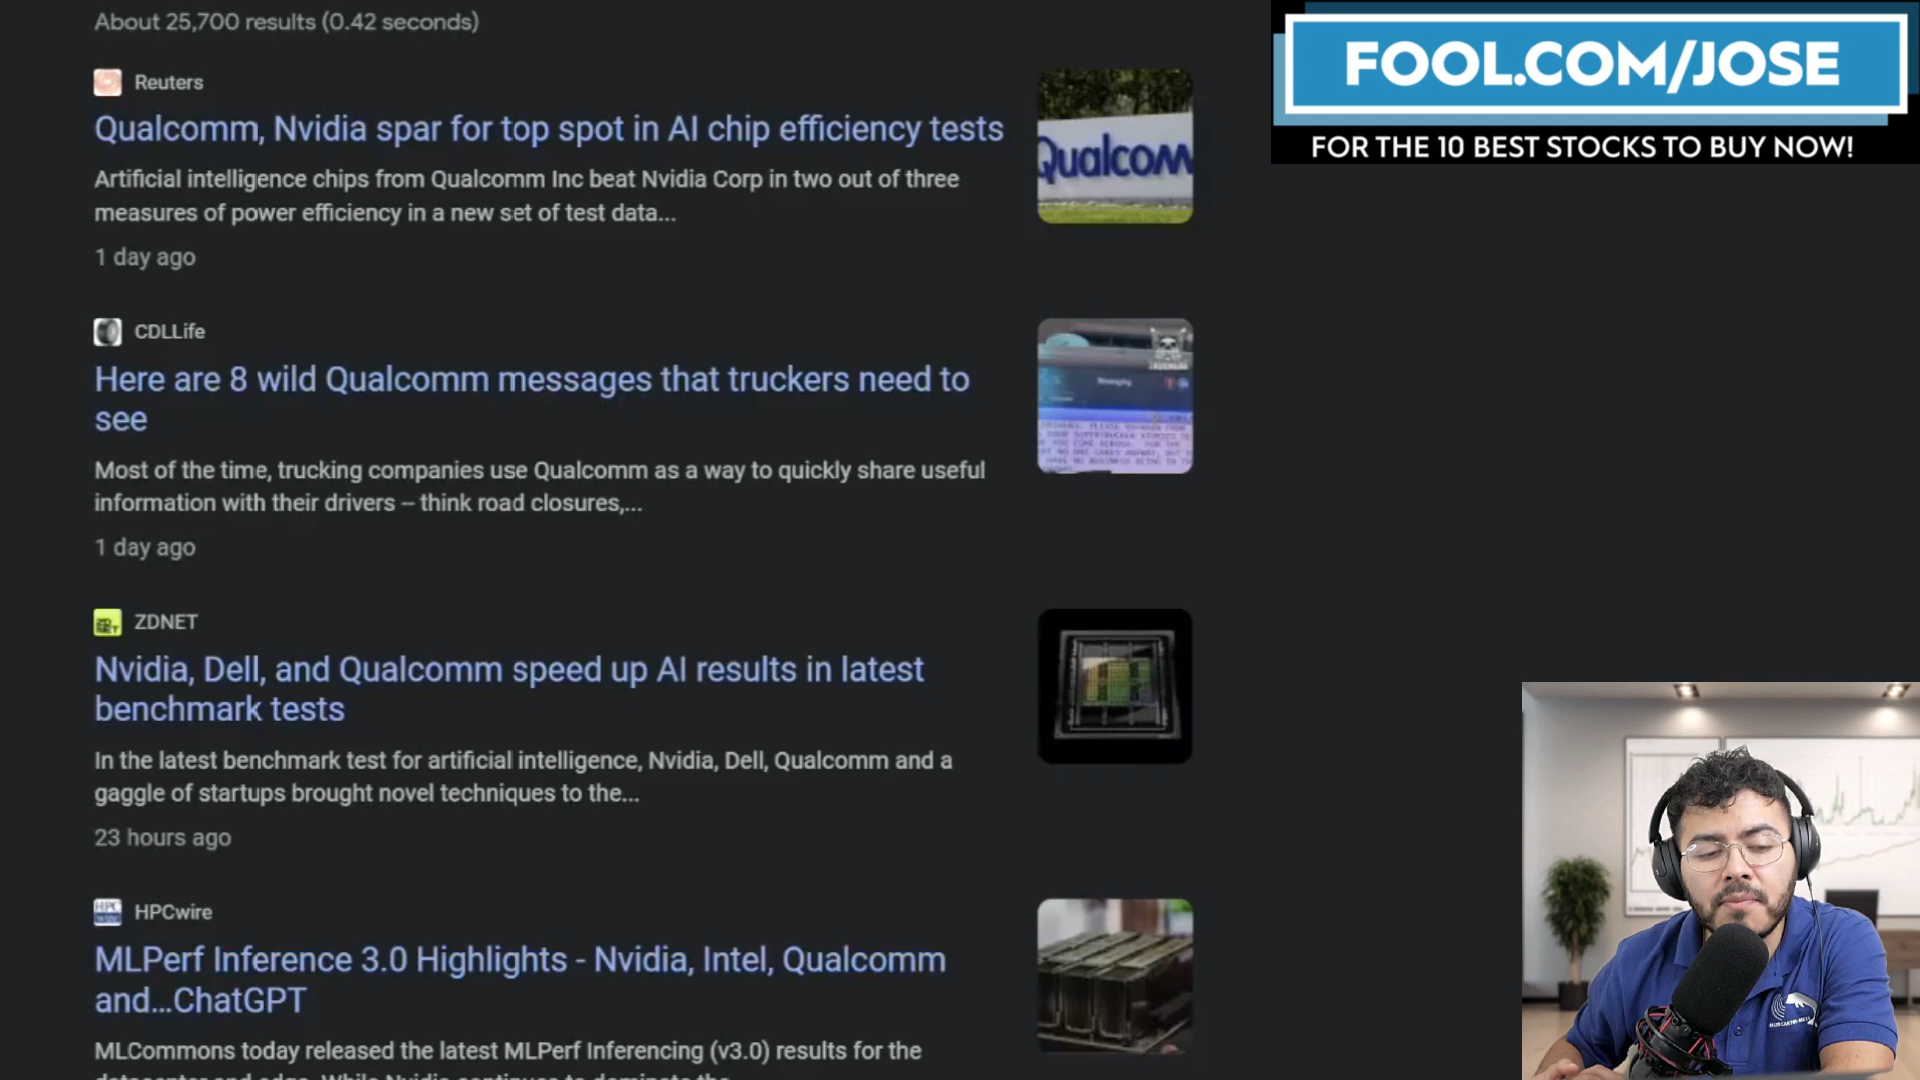 About 25,700 results (0.42 seconds)
FOOL.COM/JOSE
FOR THE 10 BEST STOCKS TO BUY NOW!
Reuters
Qualcomm, Nvidia spar for top spot in AI chip efficiency tests
Artificial intelligence chips from Qualcomm Inc beat Nvidia Corp in two out of three
measures of power efficiency in a new set of test data...
1 day ago
Qualcom
CDLLife
Here are 8 wild Qualcomm messages that truckers need to
see
Most of the time, trucking companies use Qualcomm as a way to quickly share useful
information with their drivers – think road closures,...
1 day ago
Messaging
ZDNET
Nvidia, Dell, and Qualcomm speed up AI results in latest
benchmark tests
In the latest benchmark test for artificial intelligence, Nvidia, Dell, Qualcomm and a
gaggle of startups brought novel techniques to the...
23 hours ago
HPCwire
MLPerf Inference 3.0 Highlights - Nvidia, Intel, Qualcomm
and...ChatGPT
MLCommons today released the latest MLPerf Inferencing (v3.0) results for the